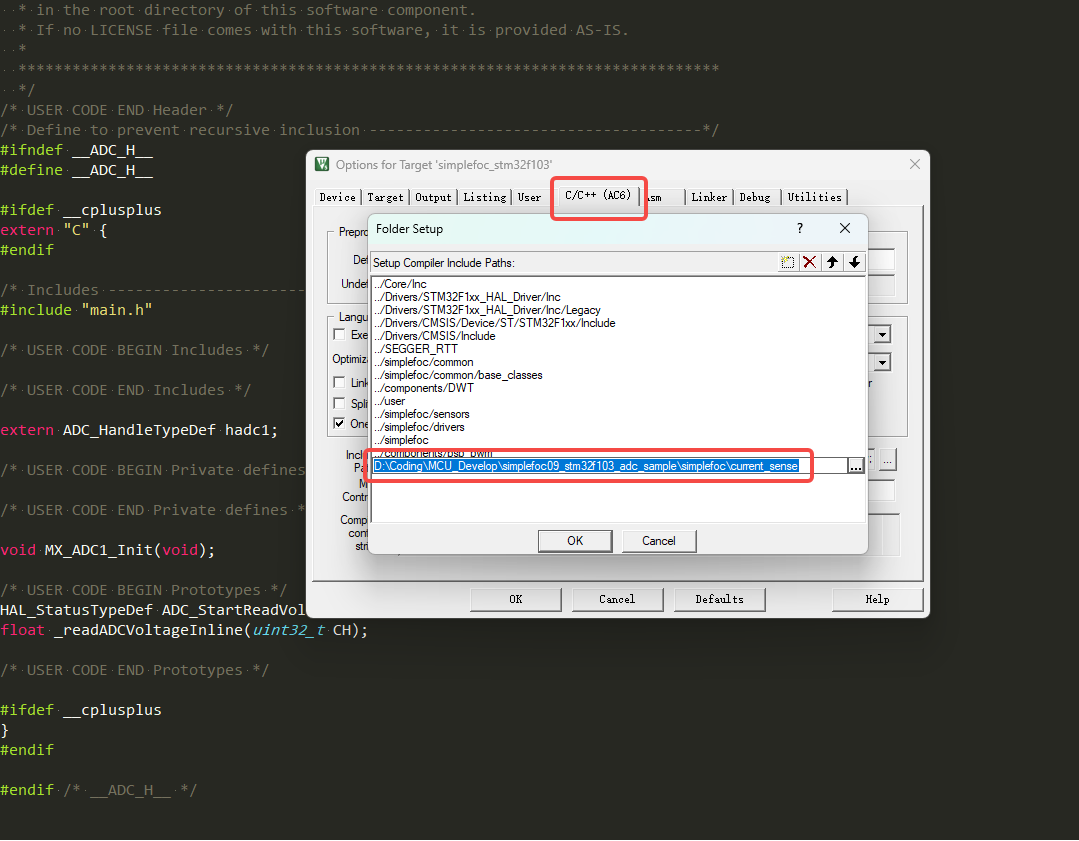 * in the root directory of this software component.
* If no LICENSE file comes with this software, it is provided AS-IS.
*
******************************************************************************
*/
/* USER CODE END Header */
/* Define to prevent recursive inclusion -------------------------------------*/
#ifndef __ADC_H__
#define __ADC_H__
#ifdef __cplusplus
extern "C" {
#endif
/* Includes ----------------------
#include "main.h"
/* USER CODE BEGIN Includes */
/* USER CODE END Includes */
extern ADC_HandleTypeDef hadc1;
/* USER CODE BEGIN Private defines
/* USER CODE END Private defines *
void MX_ADC1_Init(void);
/* USER CODE BEGIN Prototypes */
HAL_StatusTypeDef ADC_StartReadVol
float _readADCVoltageInline(uint32_t CH);
/* USER CODE END Prototypes */
#ifdef __cplusplus
}
#endif
#endif /* __ADC_H__ */
Options for Target 'simplefoc_stm32f103'
Device Target Output Listing User C/C++ (AC6) Asm Linker Debug Utilities
Prepro
Def
Undef
Langu
Exe
Optimiza
Link
Split
One
Inclu
Pa
M
Contr
Comp
cont
stri
...
Folder Setup
?
Setup Compiler Include Paths:
../Core/Inc
../Drivers/STM32F1xx_HAL_Driver/Inc
../Drivers/STM32F1xx_HAL_Driver/Inc/Legacy
../Drivers/CMSIS/Device/ST/STM32F1xx/Include
../Drivers/CMSIS/Include
../SEGGER_RTT
../simplefoc/common
../simplefoc/common/base_classes
../components/DWT
../user
../simplefoc/sensors
../simplefoc/drivers
../simplefoc
../components/bsp_pwm
D:\Coding\MCU_Develop\simplefoc09_stm32f103_adc_sample\simplefoc\current_sense
...
OK Cancel
OK Cancel Defaults Help